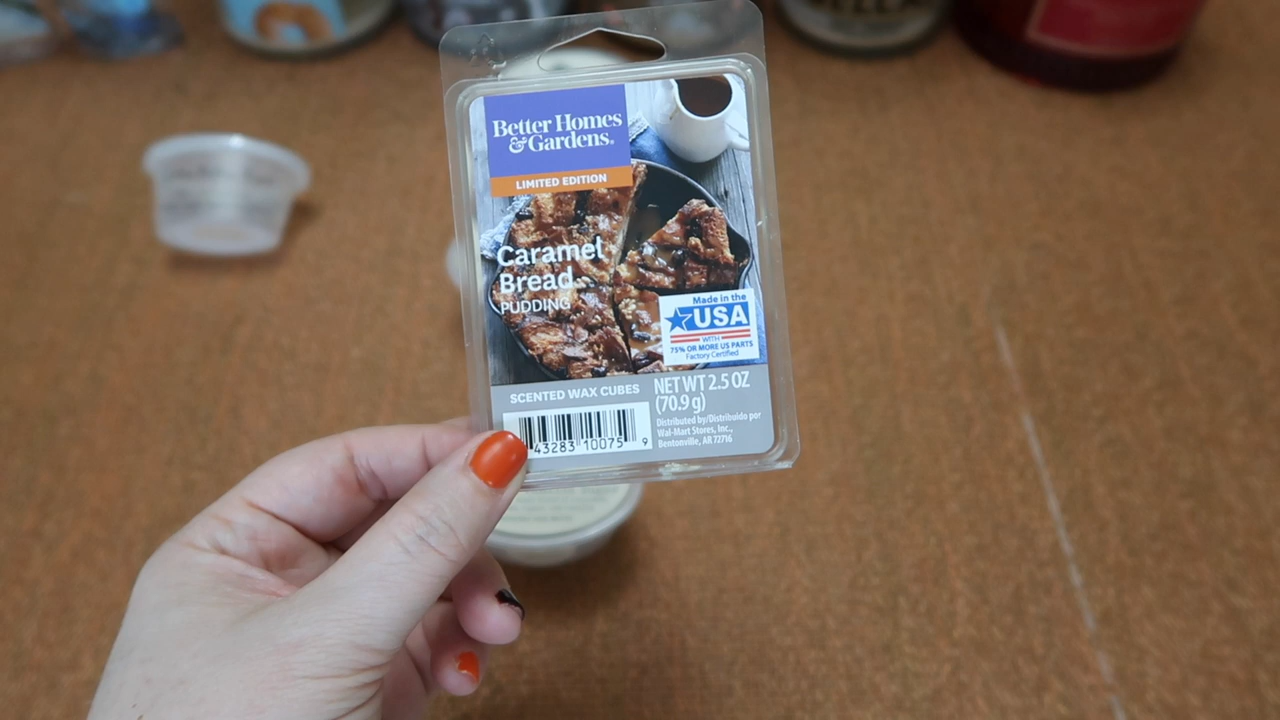 Better Homes
& Gardens®
LIMITED EDITION
Caramel
Bread
PUDDING
Made in the
USA
WITH
75% OR MORE US PARTS
Factory Certified
SCENTED WAX CUBES
NET WT 2.5 OZ
(70.9 g)
Distributed by/Distribuido por
Wal-Mart Stores, Inc.,
Bentonville, AR 72716
43283 10075 9